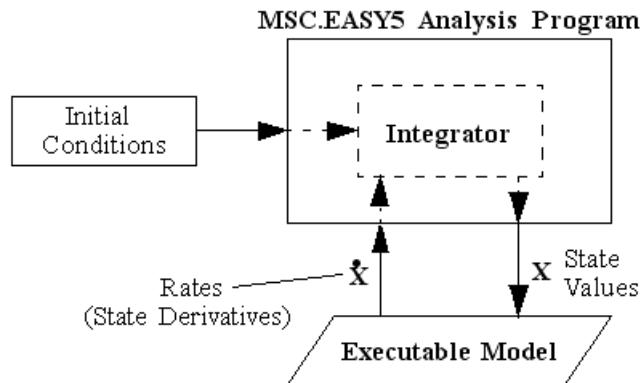 MSC.EASY5 Analysis Program
Initial
Conditions
Integrator
Rates
(State Derivatives)
Ẋ
X
State
Values
Executable Model